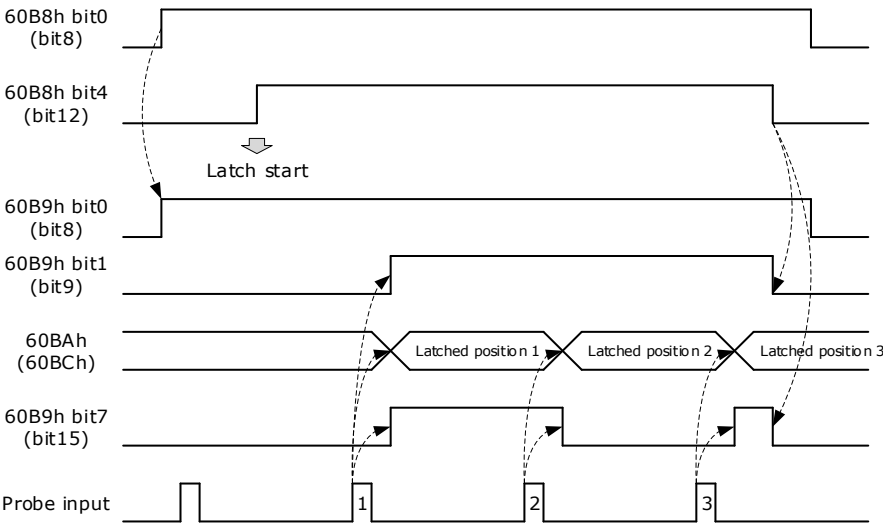 60B8h bit0
(bit8)
60B8h bit4
(bit12)
Latch start
60B9h bit0
(bit8)
60B9h bit1
(bit9)
60BAh
(60BCh)
Latched position 1
Latched position 2
Latched position 3
60B9h bit7
(bit15)
Probe input
1
2
3